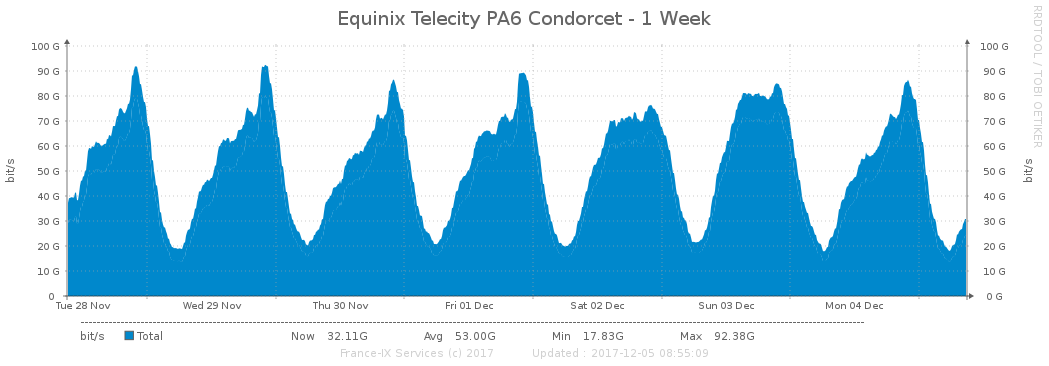 Equinix Telecity PA6 Condorcet - 1 Week
RRDTOOL / TOBI OETIKER
bit/s
bit/s
100 G 100 G
90 G 90 G
80 G 80 G
70 G 70 G
60 G 60 G
50 G 50 G
40 G 40 G
30 G 30 G
20 G 20 G
10 G 10 G
0 0 G
Tue 28 Nov Wed 29 Nov Thu 30 Nov Fri 01 Dec Sat 02 Dec Sun 03 Dec Mon 04 Dec
bit/s Total Now 32.11G Avg 53.00G Min 17.83G Max 92.38G
France-IX Services (c) 2017 Updated : 2017-12-05 08:55:09